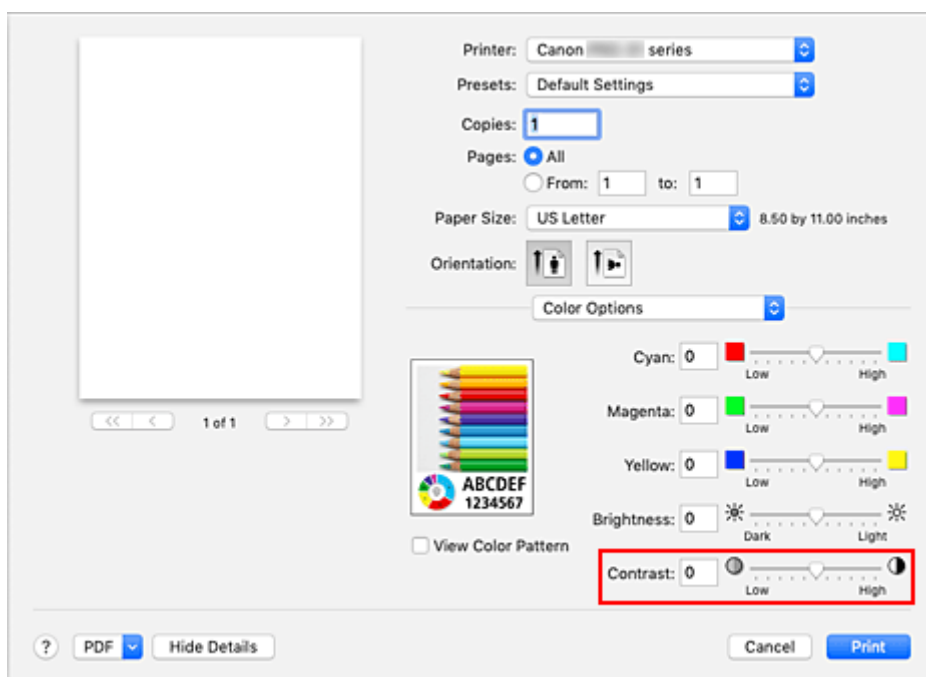 Printer: Canon series
Presets: Default Settings
Copies: 1
Pages: All
From: 1 to: 1
Paper Size: US Letter 8.50 by 11.00 inches
Orientation:
Color Options
Cyan: 0
Low High
Magenta: 0
Low High
Yellow: 0
Low High
Brightness: 0
Dark Light
Contrast: 0
Low High
ABCDEF
1234567
View Color Pattern
<< < 1 of 1 > >>
? PDF Hide Details Cancel Print